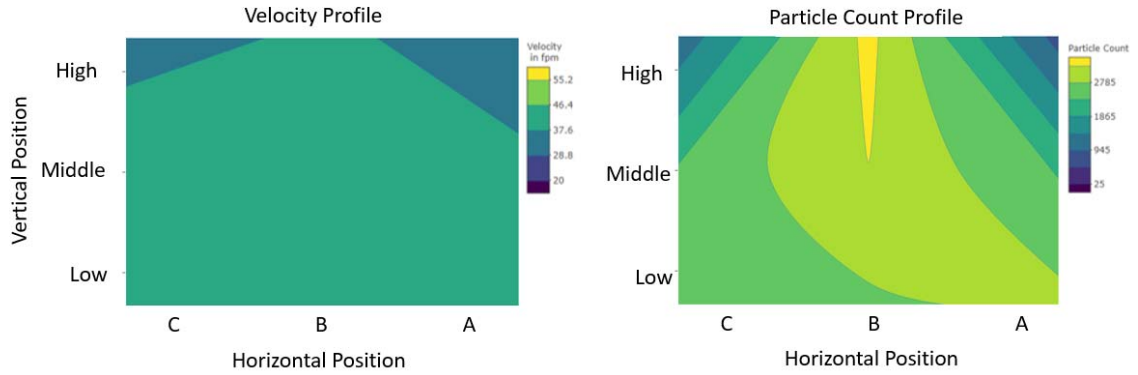 Velocity Profile
Vertical Position
High
Middle
Low
C B A
Horizontal Position
Velocity
in fpm
55.2
46.4
37.6
28.8
20
Particle Count Profile
High
Middle
Low
C B A
Horizontal Position
Particle Count
2785
1865
945
25